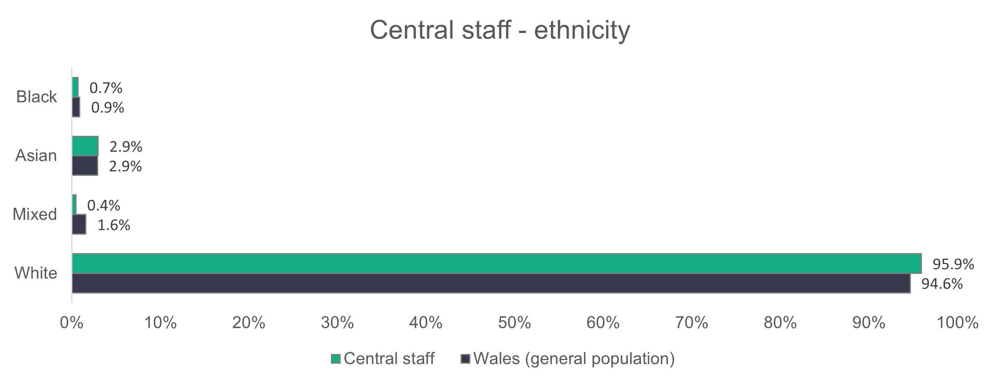 Central staff - ethnicity
Black
0.7%
0.9%
Asian
2.9%
2.9%
Mixed
0.4%
1.6%
White
95.9%
94.6%
0% 10% 20% 30% 40% 50% 60% 70% 80% 90% 100%
Central staff Wales (general population)